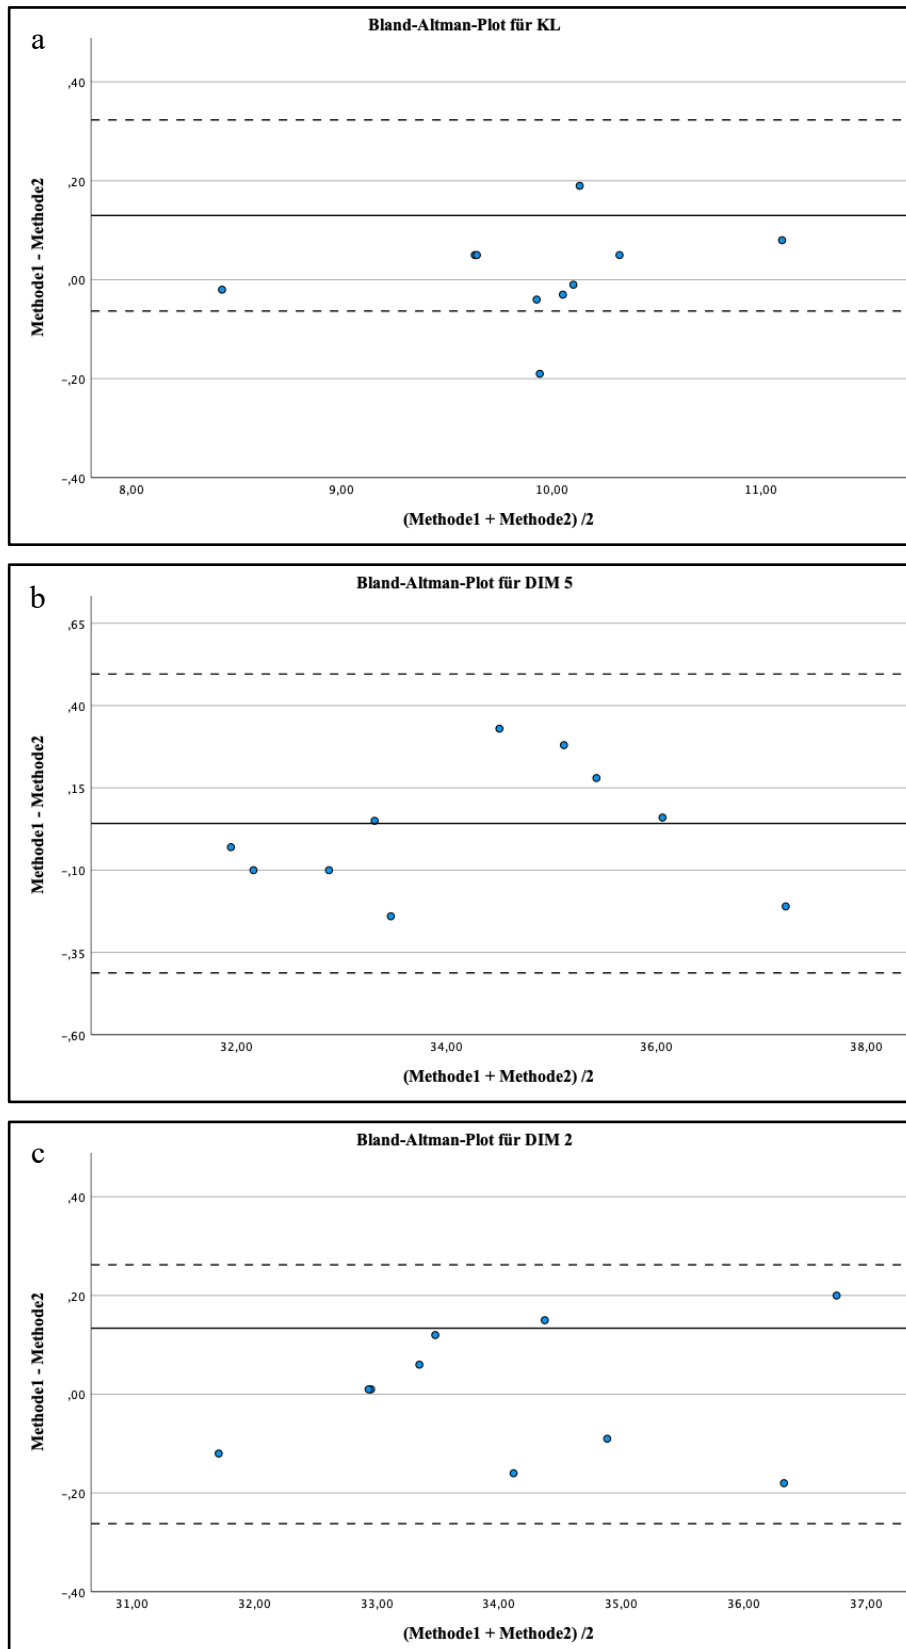 a
Bland-Altman-Plot für KL
,40
,20
,00
-,20
-,40
Methode1 - Methode2
8,00 9,00 10,00 11,00
(Methode1 + Methode2) /2
b
Bland-Altman-Plot für DIM 5
,65
,40
,15
-,10
-,35
-,60
Methode1 - Methode2
32,00 34,00 36,00 38,00
(Methode1 + Methode2) /2
c
Bland-Altman-Plot für DIM 2
,40
,20
,00
-,20
-,40
Methode1 - Methode2
31,00 32,00 33,00 34,00 35,00 36,00 37,00
(Methode1 + Methode2) /2